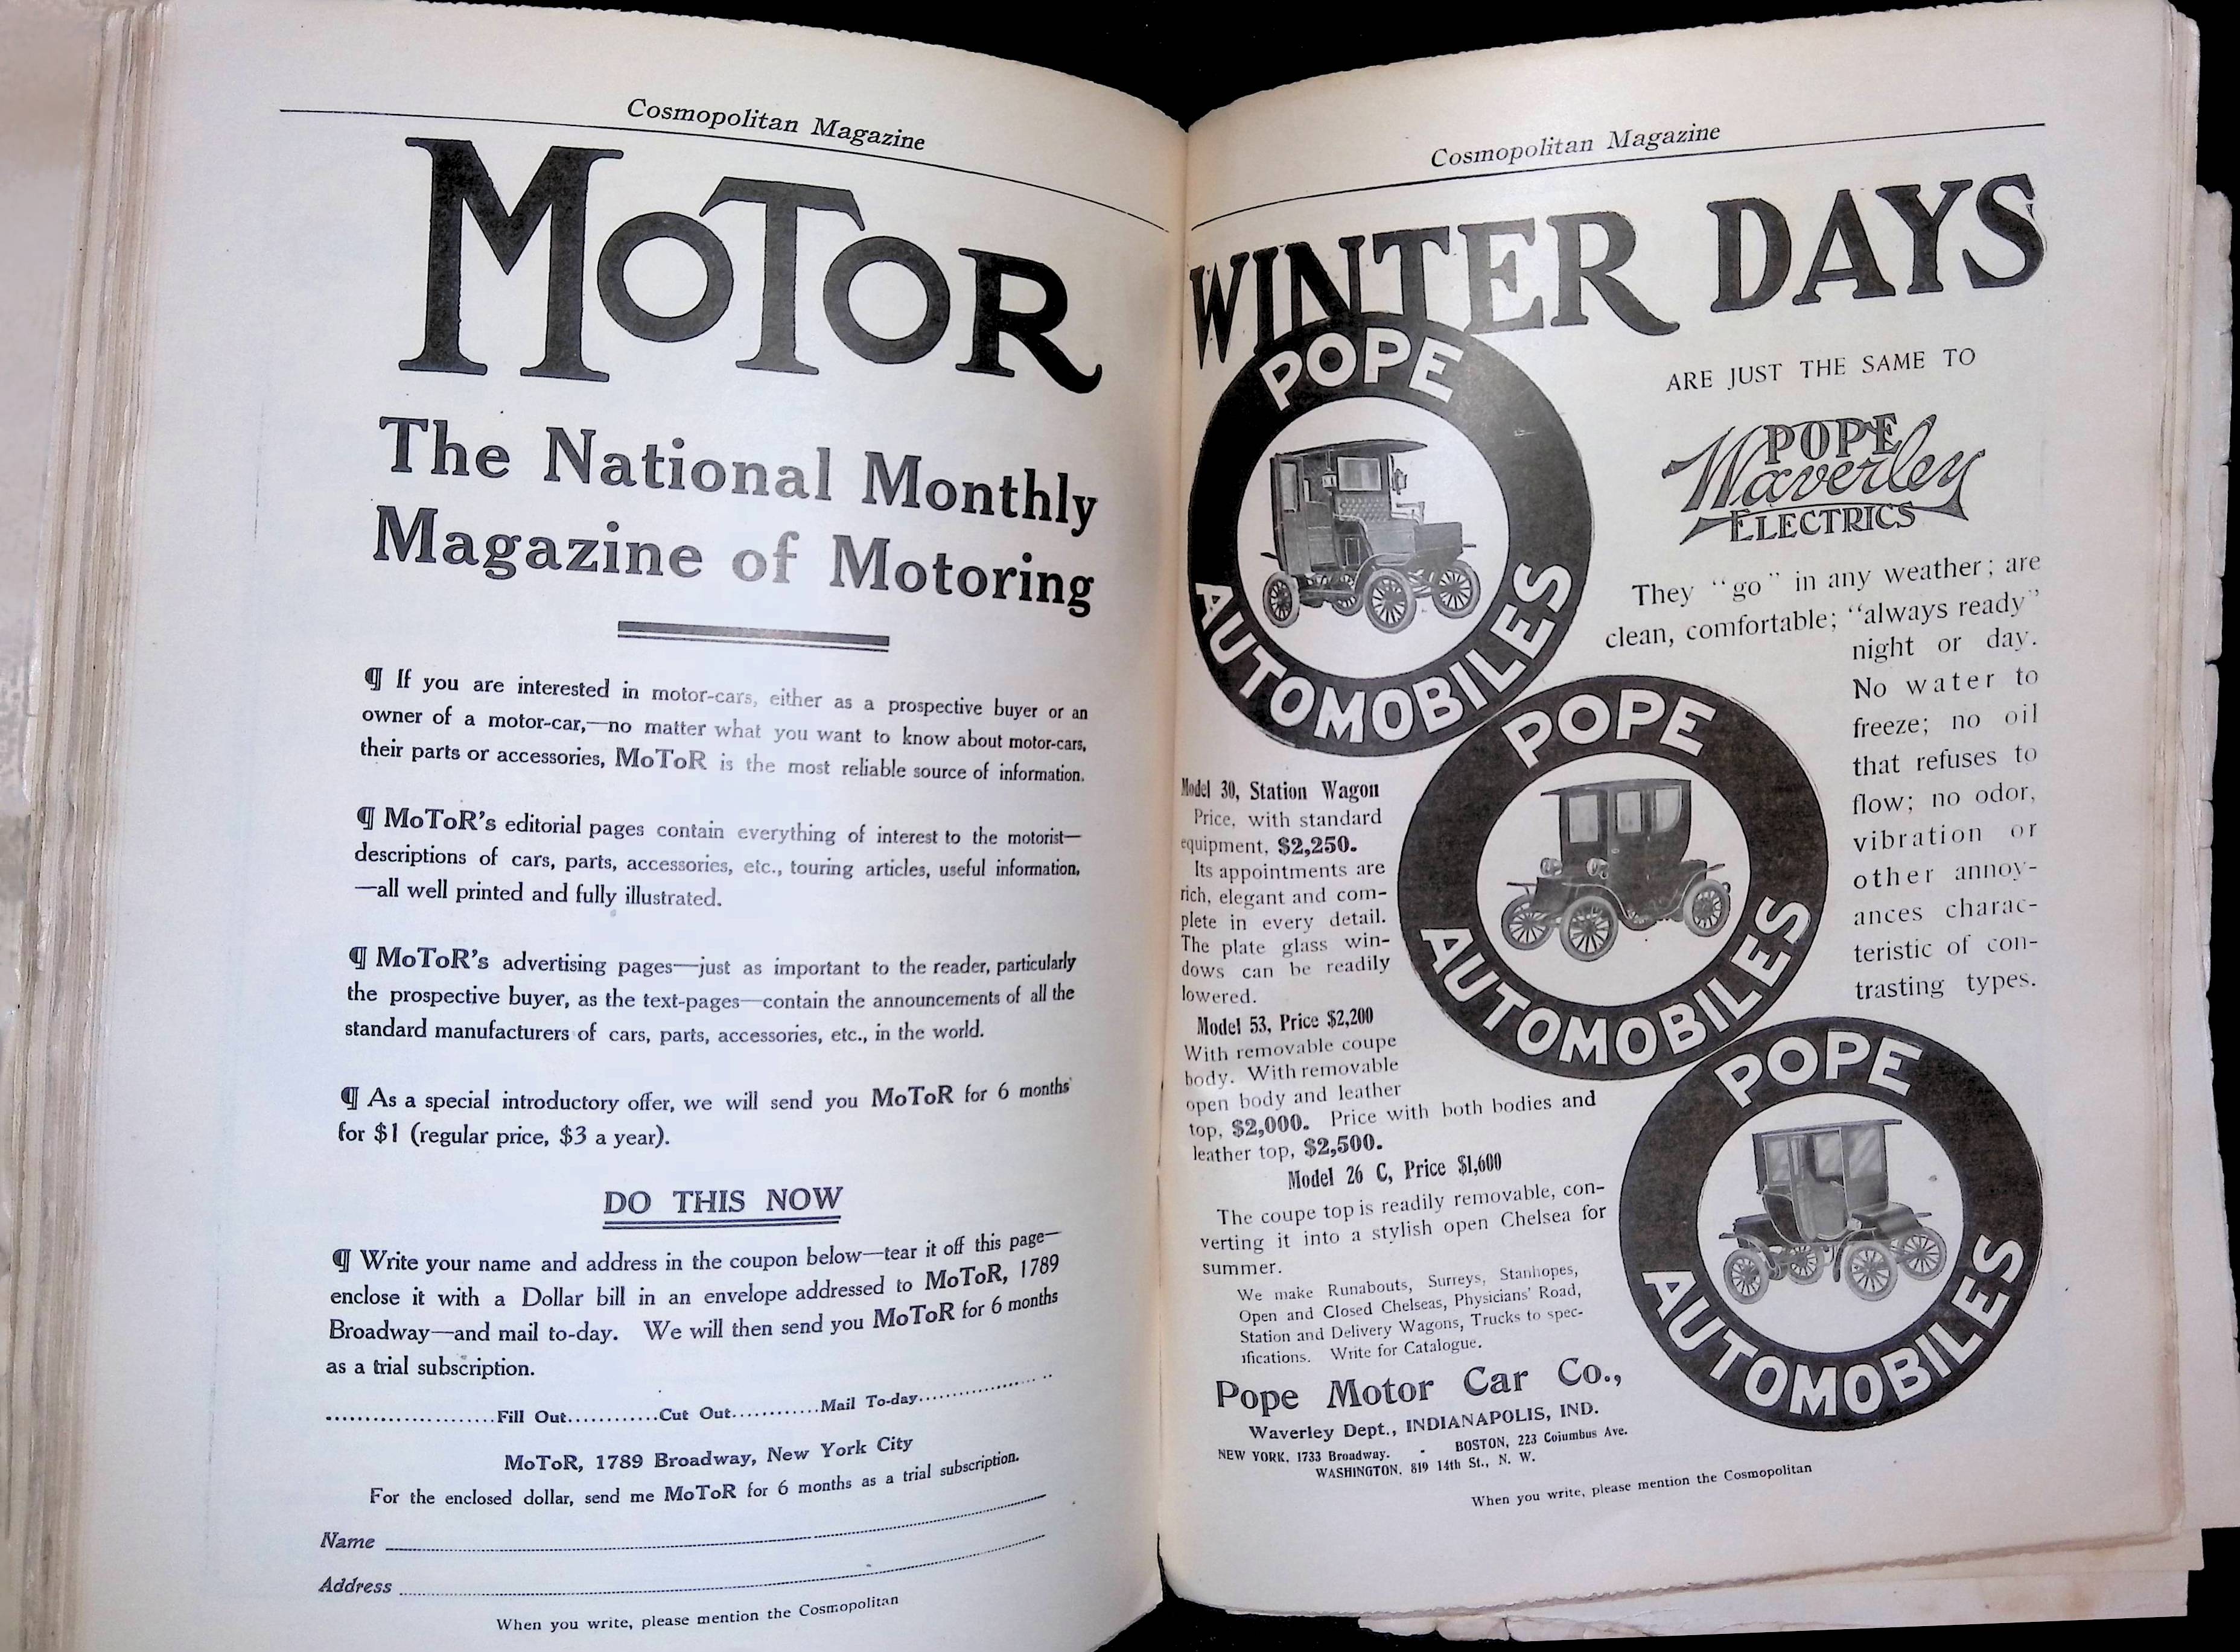 Cosmopolitan Magazine
MoToR
The National Monthly
Magazine of Motoring
¶ If you are interested in motor-cars, either as a prospective buyer or an
owner of a motor-car,—no matter what you want to know about motor-cars,
their parts or accessories, MoToR is the most reliable source of information.
¶ MoToR's editorial pages contain everything of interest to the motorist—
descriptions of cars, parts, accessories, etc., touring articles, useful information,
—all well printed and fully illustrated.
¶ MoToR's advertising pages—just as important to the reader, particularly
the prospective buyer, as the text-pages—contain the announcements of all the
standard manufacturers of cars, parts, accessories, etc., in the world.
¶ As a special introductory offer, we will send you MoToR for 6 months
for $1 (regular price, $3 a year).
DO THIS NOW
¶ Write your name and address in the coupon below—tear it off this page—
enclose it with a Dollar bill in an envelope addressed to MoToR, 1789
Broadway—and mail to-day. We will then send you MoToR for 6 months
as a trial subscription.
......................Fill Out............Cut Out............Mail To-day....................
MoToR, 1789 Broadway, New York City
For the enclosed dollar, send me MoToR for 6 months as a trial subscription.
Name
Address
When you write, please mention the Cosmopolitan
Cosmopolitan Magazine
WINTER DAYS
ARE JUST THE SAME TO
POPE
Waverley
ELECTRICS
They "go" in any weather; are
clean, comfortable; "always ready"
night or day.
No water to
freeze; no oil
that refuses to
flow; no odor,
vibration or
other annoy-
ances charac-
teristic of con-
trasting types.
POPE
AUTOMOBILES
POPE
AUTOMOBILES
POPE
AUTOMOBILES
Model 30, Station Wagon
Price, with standard
equipment, $2,250.
Its appointments are
rich, elegant and com-
plete in every detail.
The plate glass win-
dows can be readily
lowered.
Model 53, Price $2,200
With removable coupe
body. With removable
open body and leather
top, $2,000. Price with both bodies and
leather top, $2,500.
Model 26 C, Price $1,600
The coupe top is readily removable, con-
verting it into a stylish open Chelsea for
summer.
We make Runabouts, Surreys, Stanhopes,
Open and Closed Chelseas, Physicians' Road,
Station and Delivery Wagons, Trucks to spec-
ifications. Write for Catalogue.
Pope Motor Car Co.,
Waverley Dept., INDIANAPOLIS, IND.
NEW YORK, 1733 Broadway. - BOSTON, 223 Columbus Ave.
WASHINGTON, 819 14th St., N. W.
When you write, please mention the Cosmopolitan